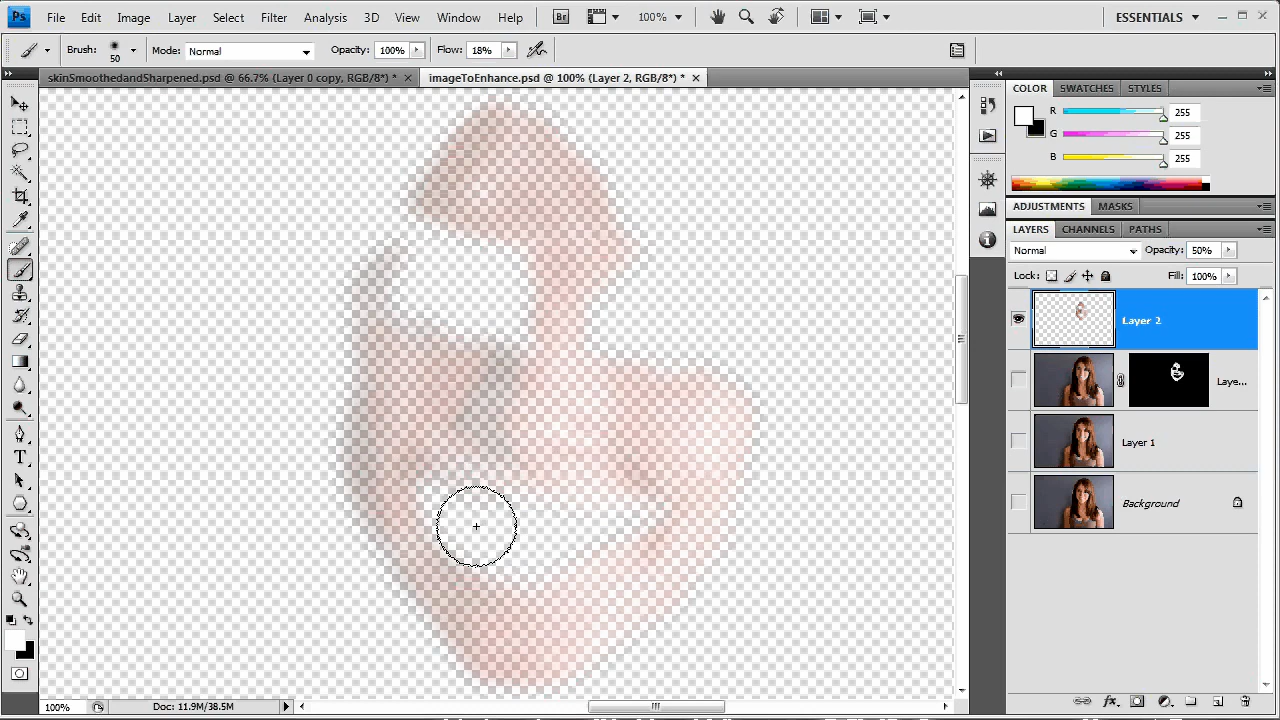 Ps File Edit Image Layer Select Filter Analysis 3D View Window Help Br 100% ESSENTIALS
Brush: 50 Mode: Normal Opacity: 100% Flow: 18%
skinSmoothedandSharpened.psd @ 66.7% (Layer 0 copy, RGB/8*) * imageToEnhance.psd @ 100% (Layer 2, RGB/8*) *
COLOR SWATCHES STYLES
R 255
G 255
B 255
ADJUSTMENTS MASKS
LAYERS CHANNELS PATHS
Normal Opacity: 50%
Lock: Fill: 100%
Layer 2
Laye...
Layer 1
Background
T
100% Doc: 11.9M/38.5M